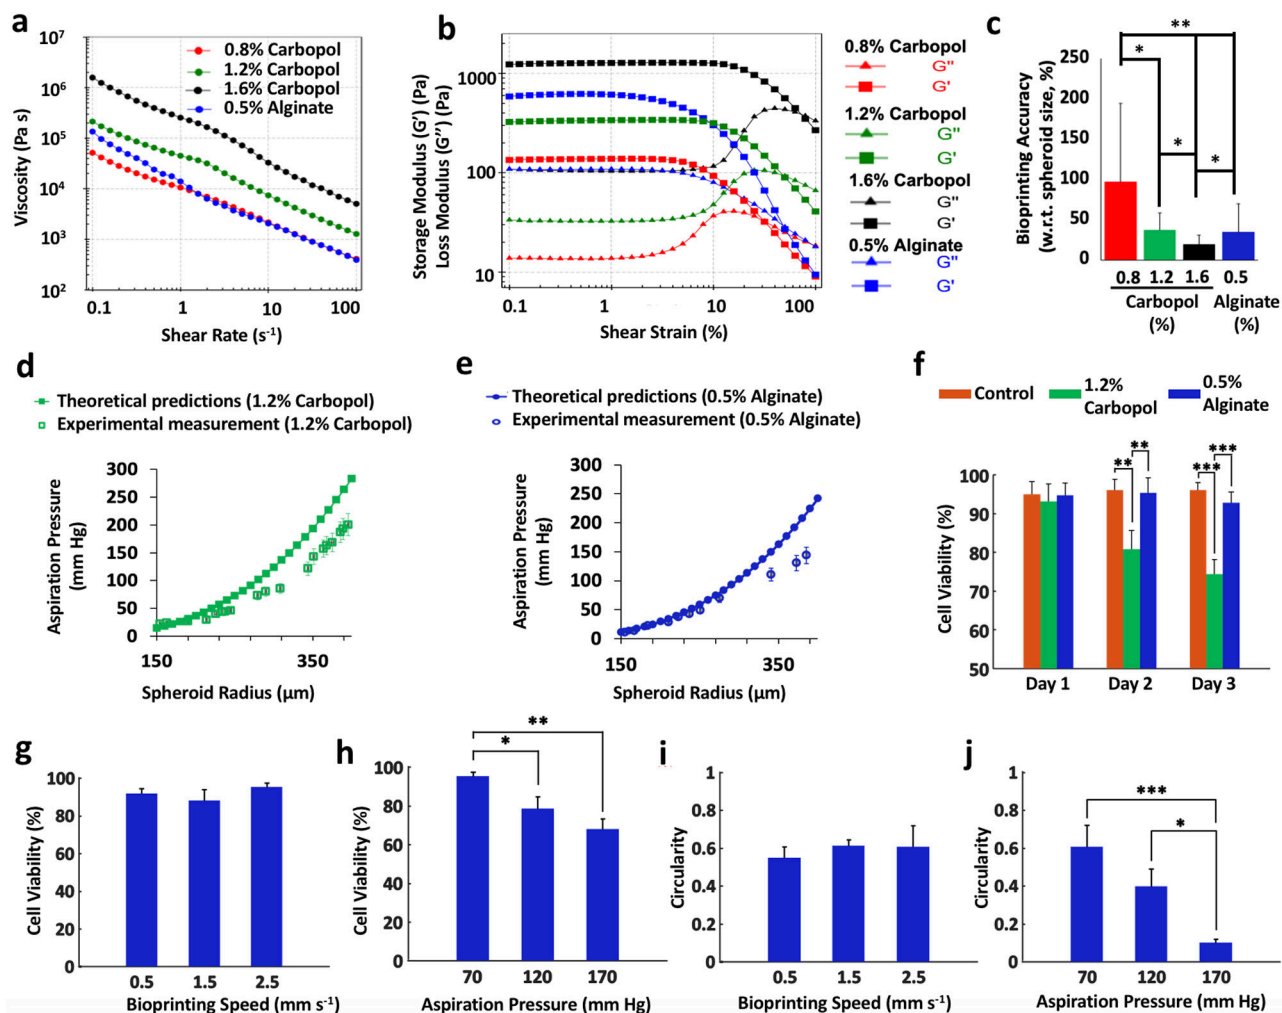 a
10⁷
10⁶
10⁵
10⁴
10³
10²
Viscosity (Pa s)
0.8% Carbopol
1.2% Carbopol
1.6% Carbopol
0.5% Alginate
0.1
1
10
100
Shear Rate (s⁻¹)
b
1000
100
10
Storage Modulus (G') (Pa)
Loss Modulus (G'') (Pa)
0.1
1
10
100
Shear Strain (%)
0.8% Carbopol
G''
G'
1.2% Carbopol
G''
G'
1.6% Carbopol
G''
G'
0.5% Alginate
G''
G'
c
**
*
*
*
250
200
150
100
50
0
Bioprinting Accuracy
(w.r.t. spheroid size, %)
0.8 1.2 1.6 0.5
Carbopol Alginate
(%) (%)
d
Theoretical predictions (1.2% Carbopol)
Experimental measurement (1.2% Carbopol)
300
250
200
150
100
50
0
Aspiration Pressure
(mm Hg)
150 350
Spheroid Radius (µm)
e
Theoretical predictions (0.5% Alginate)
Experimental measurement (0.5% Alginate)
300
250
200
150
100
50
0
Aspiration Pressure
(mm Hg)
150 350
Spheroid Radius (µm)
f
Control
1.2%
Carbopol
0.5%
Alginate
100
90
80
70
60
50
Cell Viability (%)
** **
*** ***
Day 1 Day 2 Day 3
g
100
80
60
40
20
0
Cell Viability (%)
0.5 1.5 2.5
Bioprinting Speed (mm s⁻¹)
h
**
*
100
80
60
40
20
0
Cell Viability (%)
70 120 170
Aspiration Pressure (mm Hg)
i
1
0.8
0.6
0.4
0.2
0
Circularity
0.5 1.5 2.5
Bioprinting Speed (mm s⁻¹)
j
***
*
1
0.8
0.6
0.4
0.2
0
Circularity
70 120 170
Aspiration Pressure (mm Hg)